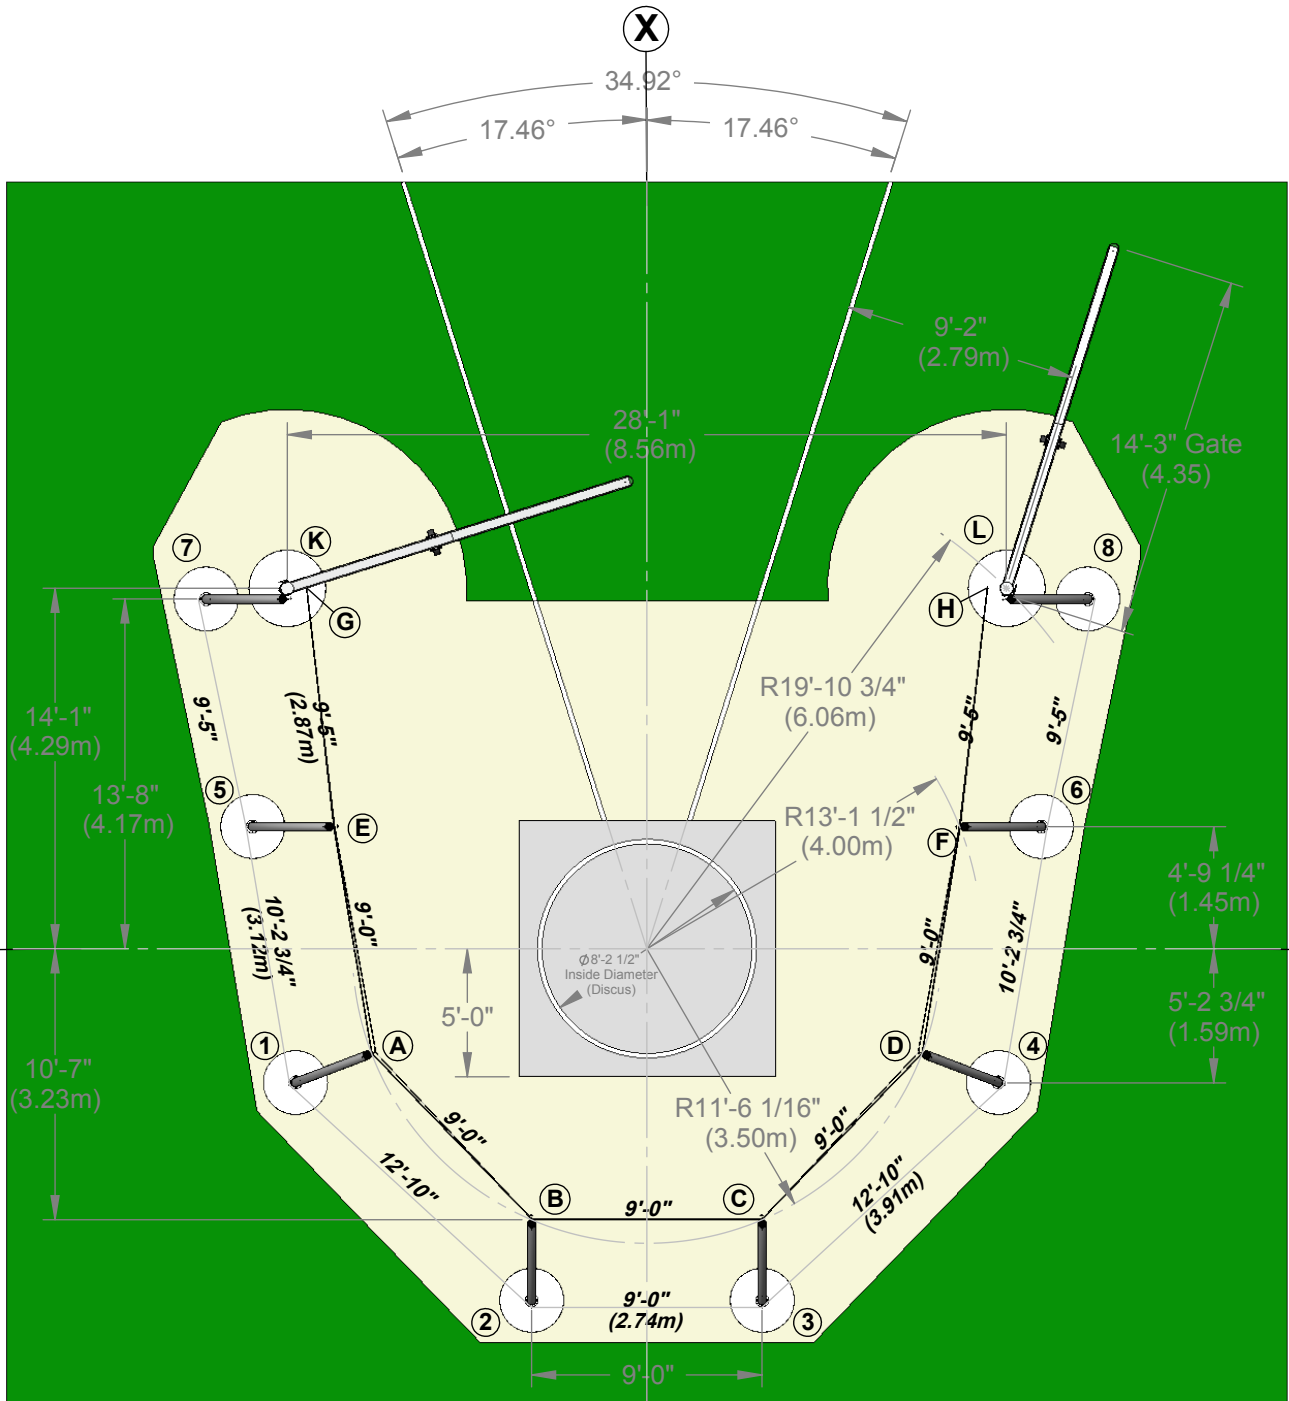 X
34.92°
17.46°
17.46°
9'-2"
(2.79m)
28'-1"
(8.56m)
14'-3" Gate
(4.35)
7
K
L
8
G
H
R19'-10 3/4"
(6.06m)
9'-5"
9'-5"
(2.87m)
9'-5"
9'-5"
14'-1"
(4.29m)
13'-8"
(4.17m)
5
E
R13'-1 1/2"
(4.00m)
F
6
4'-9 1/4"
(1.45m)
10'-2 3/4"
(3.12m)
9'-0"
9'-0"
10'-2 3/4"
Ø8'-2 1/2"
Inside Diameter
(Discus)
5'-0"
5'-2 3/4"
(1.59m)
1
A
D
4
10'-7"
(3.23m)
R11'-6 1/16"
(3.50m)
9'-0"
9'-0"
12'-10"
12'-10"
(3.91m)
B
C
9'-0"
2
9'-0"
(2.74m)
3
9'-0"